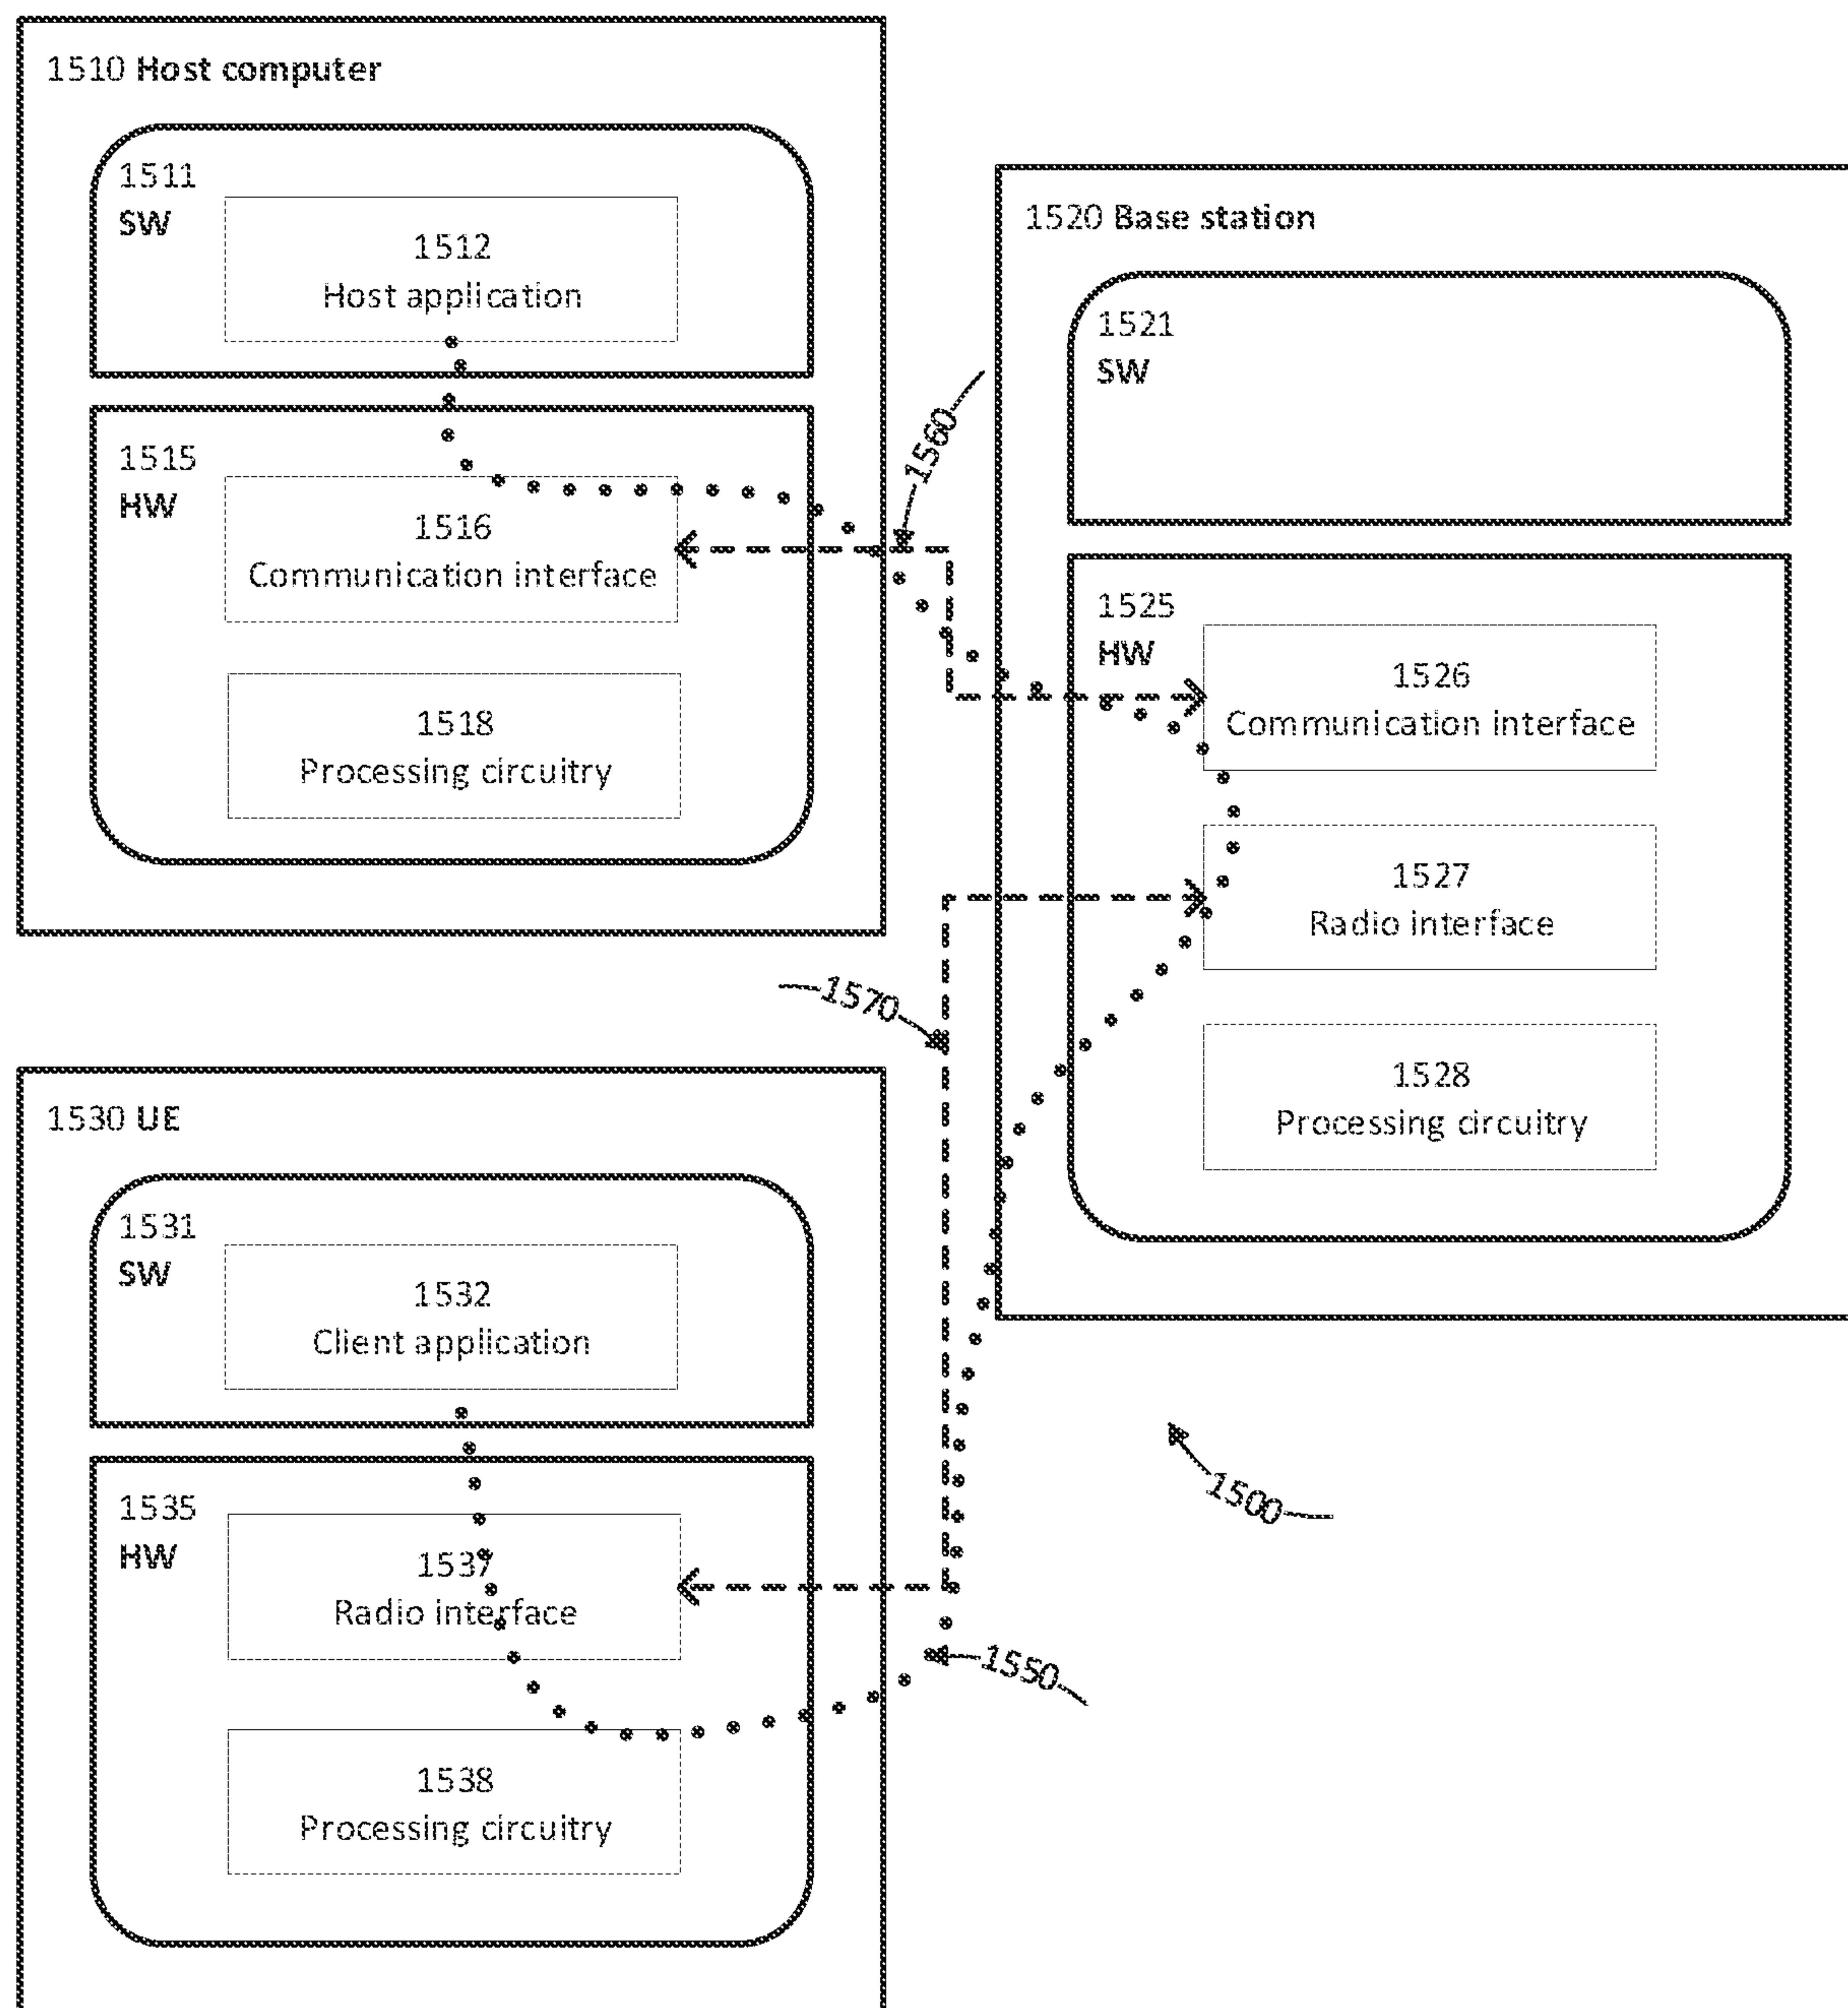 1510 Host computer
1511
SW
1512
Host application
1515
HW
1516
Communication interface
1518
Processing circuitry
1560
1520 Base station
1521
SW
1525
HW
1526
Communication interface
1527
Radio interface
1528
Processing circuitry
1570
1530 UE
1531
SW
1532
Client application
1535
HW
1537
Radio interface
1538
Processing circuitry
1500
1550